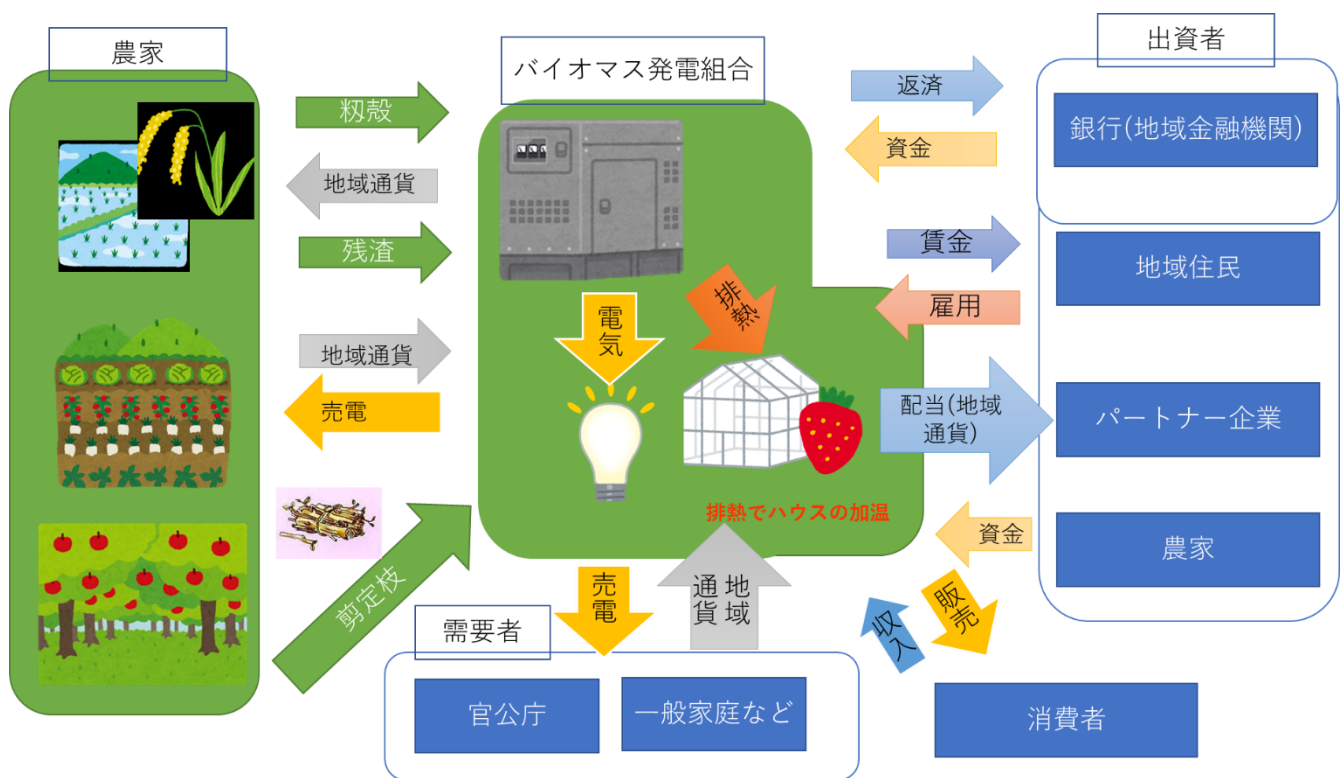 農家
籾殻
地域通貨
残渣
地域通貨
売電
剪定枝
バイオマス発電組合
電気
排熱
排熱でハウスの加温
売電
地域
通貨
需要者
官公庁
一般家庭など
出資者
返済
資金
銀行(地域金融機関)
賃金
雇用
地域住民
配当(地域
通貨)
パートナー企業
資金
農家
収入
販売
消費者